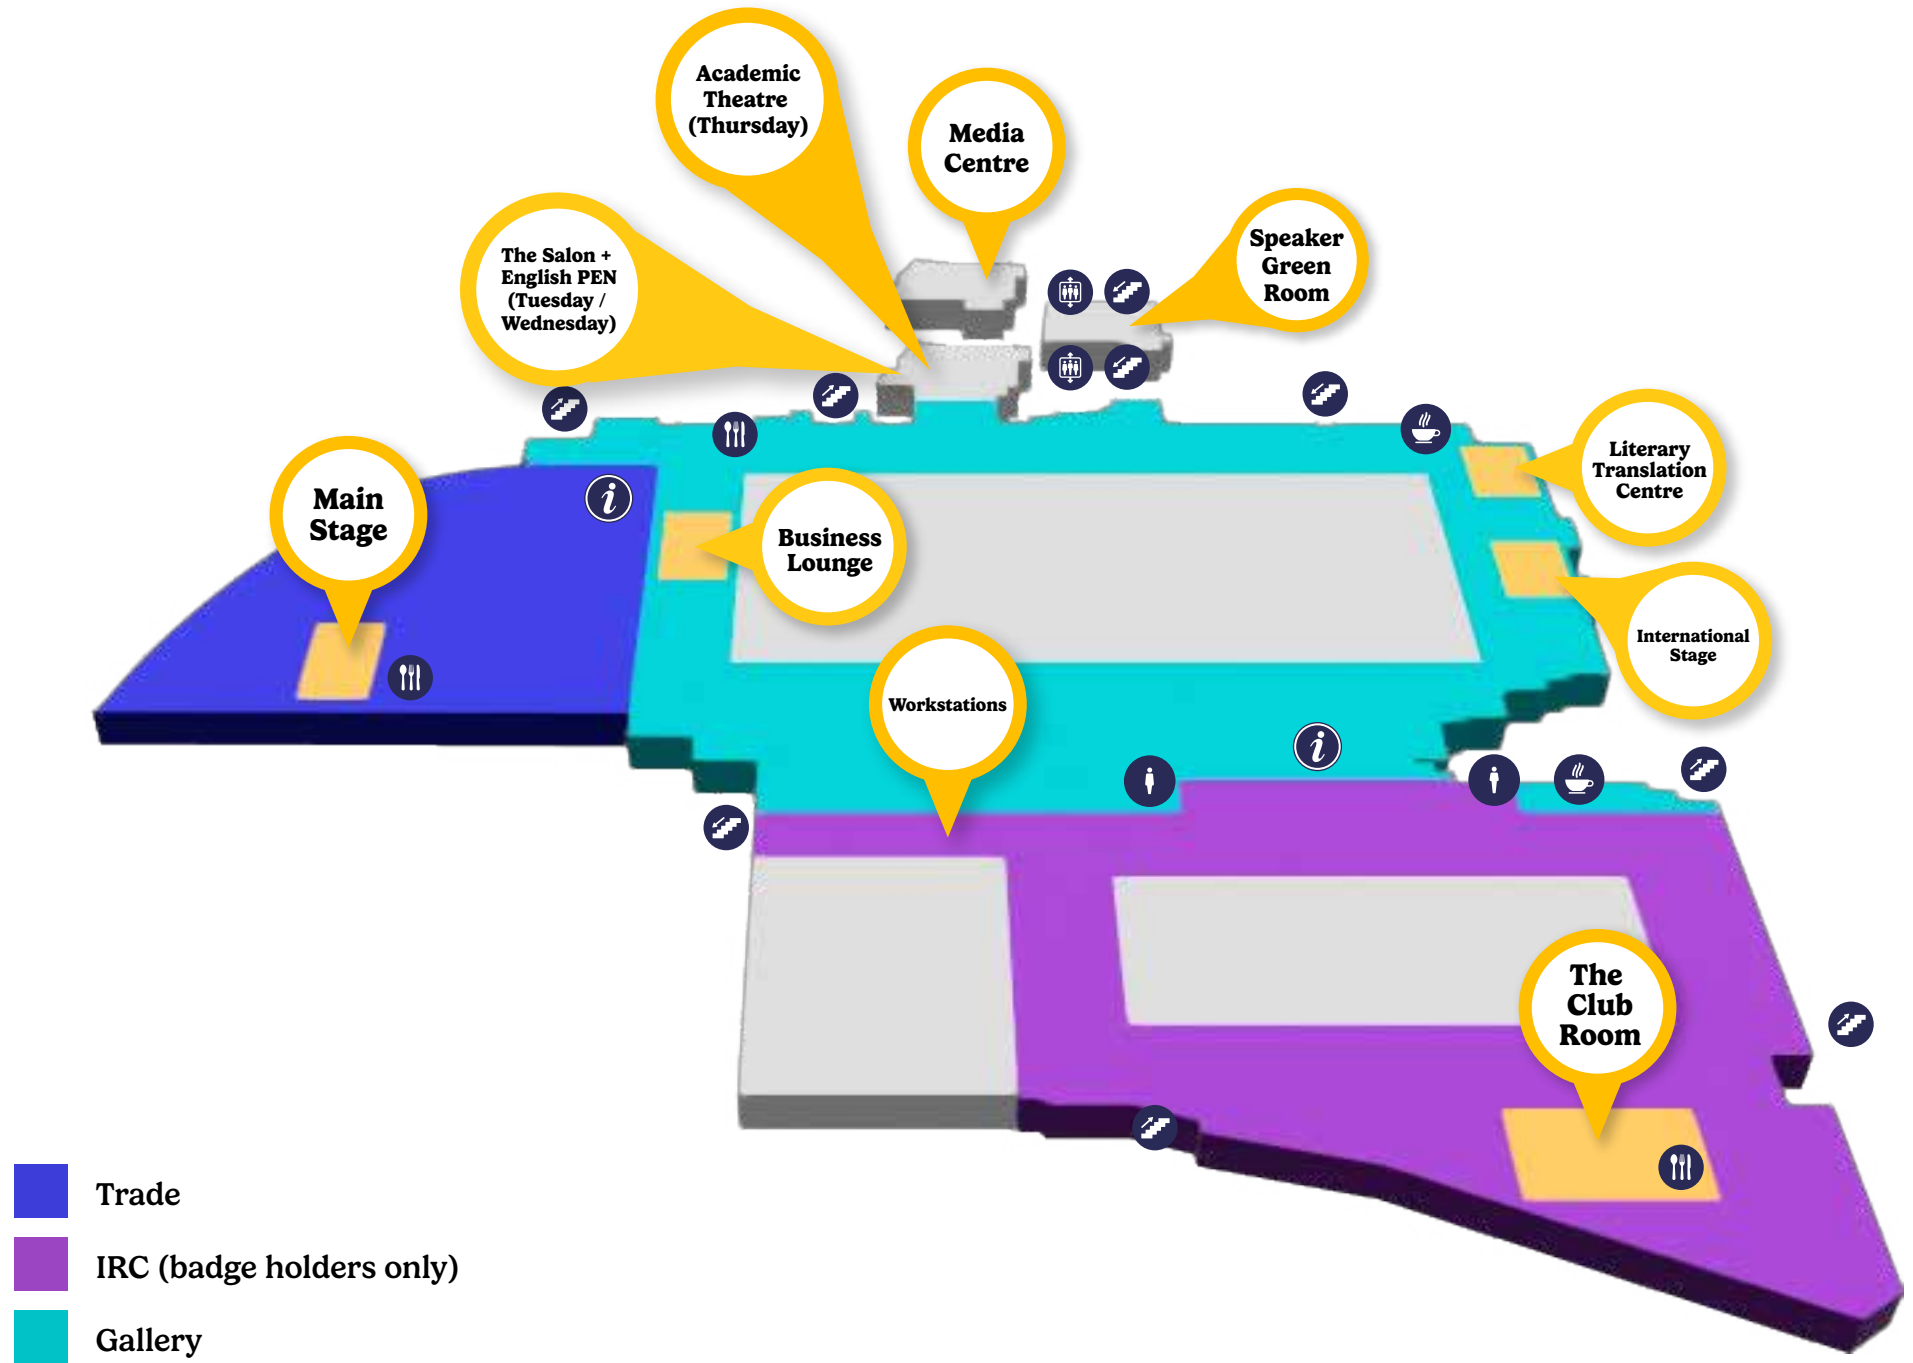 Academic
Theatre
(Thursday)
Media
Centre
The Salon +
English PEN
(Tuesday /
Wednesday)
Speaker
Green
Room
Main
Stage
Business
Lounge
Literary
Translation
Centre
International
Stage
Workstations
The
Club
Room
i
i
Trade
IRC (badge holders only)
Gallery